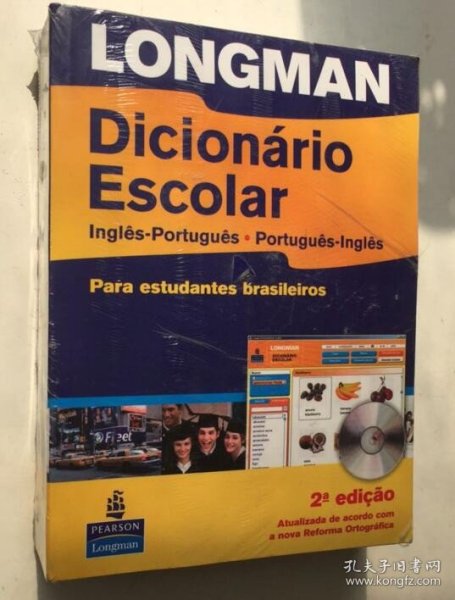 LONGMAN
Dicionário
Escolar
Inglês-Português • Português-Inglês
Para estudantes brasileiros
LONGMAN
DICIONÁRIO
ESCOLAR
Fleet
2ª edição
Atualizada de acordo com
a nova Reforma Ortográfica
PEARSON
Longman
孔夫子旧书网
www.kongfz.com